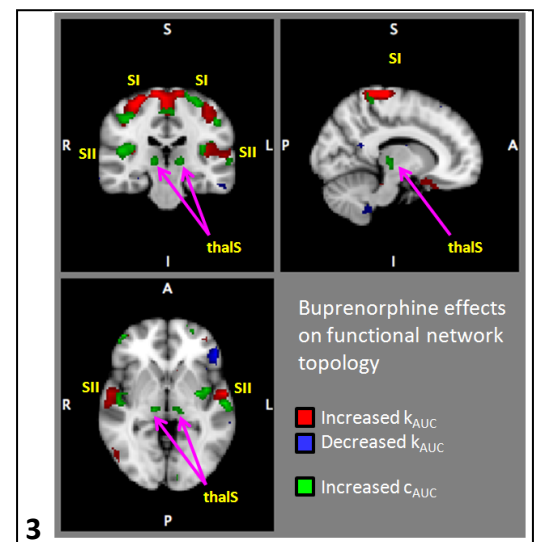 S
SI SI
R L
SII SII
thalS
I
S
SI
P A
thalS
I
A
SII SII
R L
thalS
P
Buprenorphine effects
on functional network
topology
Increased kAUC
Decreased kAUC
Increased cAUC
3